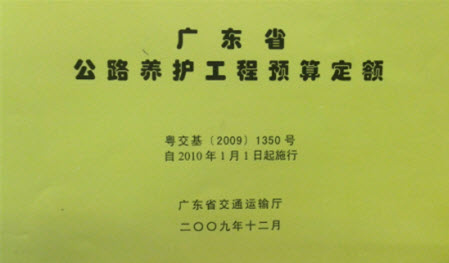 广东省
公路养护工程预算定额
粤交基〔2009〕1350号
自2010年1月1日起施行
广东省交通运输厅
二〇〇九年十二月